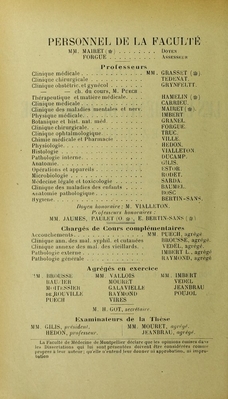 PERSONNEL DE LA FACULTÉ
MM. MAIRET (✻) . . . . . . . . DOYEN
FORGUE . . . . . . . . . ASSESSEUR
Professeurs
Clinique médicale . . . . . . . . . . . . MM. GRASSET (✻)
Clinique chirurgicale . . . . . . . . . . . . TEDENAT.
Clinique obstétric. et gynécol . . . . . . . . . . . . GRYNFELTT.
— — ch. du cours, M. PUECH
Thérapeutique et matière médicale . . . . . . . . . . . . HAMELIN (✻)
Clinique médicale . . . . . . . . . . . . CARRIEU.
Clinique des maladies mentales et nerv. . . . . . . . . . . . . MAIRET (✻)
Physique médicale . . . . . . . . . . . . IMBERT
Botanique et hist. nat. méd. . . . . . . . . . . . . GRANEL.
Clinique chirurgicale . . . . . . . . . . . . FORGUE.
Clinique ophtalmologique . . . . . . . . . . . . TRUC.
Chimie médicale et Pharmacie . . . . . . . . . . . . VILLE
Physiologie . . . . . . . . . . . . HEDON.
Histologie . . . . . . . . . . . . VIALLETON
Pathologie interne . . . . . . . . . . . . DUCAMP.
Anatomie . . . . . . . . . . . . GILIS.
Opérations et appareils . . . . . . . . . . . . ESTOR
Microbiologie . . . . . . . . . . . . RODET.
Médecine légale et toxicologie . . . . . . . . . . . . SARDA.
Clinique des maladies des enfants . . . . . . . . . . . . BAUMEL
Anatomie pathologique . . . . . . . . . . . . BOSC
Hygiène . . . . . . . . . . . . BERTIN-SANS.
Doyen honoraire : M. VIALLETON.
Professeurs honoraires :
MM. JAUMES, PAULET (O. ✻), E. BERTIN-SANS (✻)
Chargés de Cours complémentaires
Accouchements . . . . . . . . . . . . MM. PUECH, agrégé.
Clinique ann. des mal. syphil. et cutanées . . . BROUSSE, agrégé.
Clinique annexe des mal. des vieillards . . . VEDEL, agrégé.
Pathologie externe . . . . . . . . . . . . IMBERT L., agrégé.
Pathologie générale . . . . . . . . . . . . RAYMOND, agrégé
Agrégés en exercice
MM. BROUSSE MM. VALLOIS MM. IMBERT
RAUZIER MOURET VEDEL
MOITESSIER GALAVIELLE JEANBRAU
DE ROUVILLE RAYMOND POUJOL
PUECH VIRES
M. H. GOT, secrétaire.
Examinateurs de la Thèse
MM. GILIS, président. MM. MOURET, agrégé.
HEDON, professeur. JEANBRAU, agrégé.
La Faculté de Médecine de Montpellier déclare que les opinions émises dans
les Dissertations qui lui sont présentées doivent être considérées comme
propres à leur auteur ; qu'elle n'entend leur donner ni approbation, ni impro-
bation